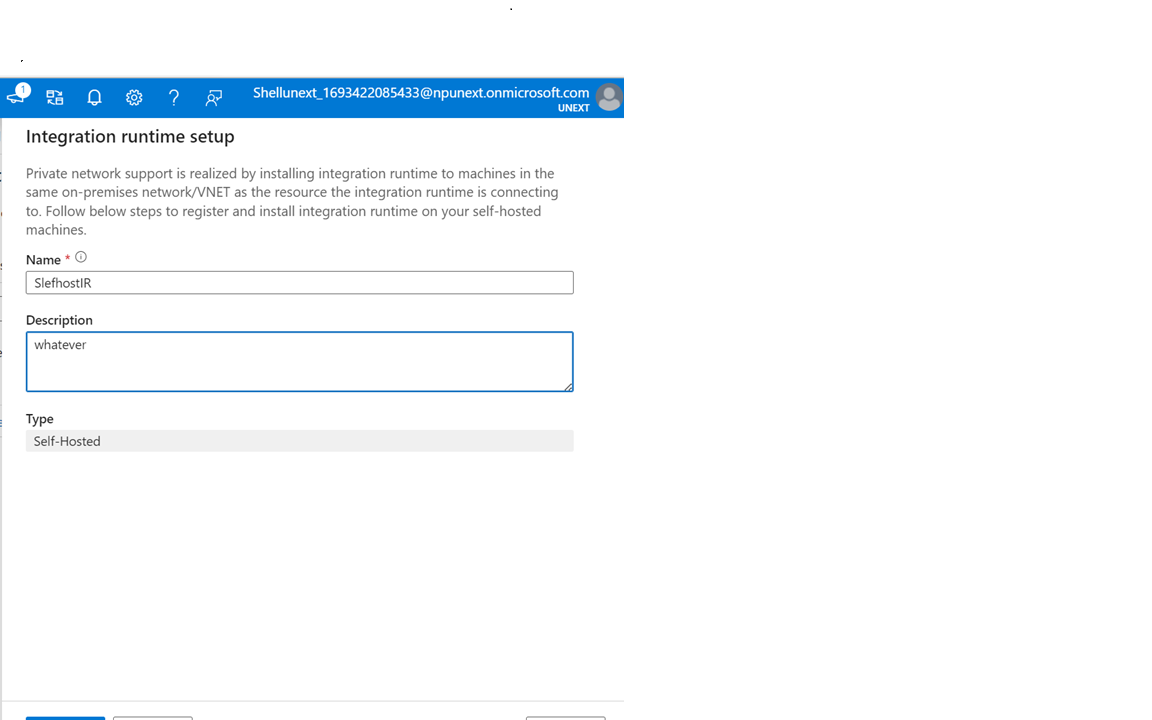 1
Shellunext_1693422085433@npunext.onmicrosoft.com
UNEXT
Integration runtime setup
Private network support is realized by installing integration runtime to machines in the
same on-premises network/VNET as the resource the integration runtime is connecting
to. Follow below steps to register and install integration runtime on your self-hosted
machines.
Name *
SlefhostIR
Description
whatever
Type
Self-Hosted